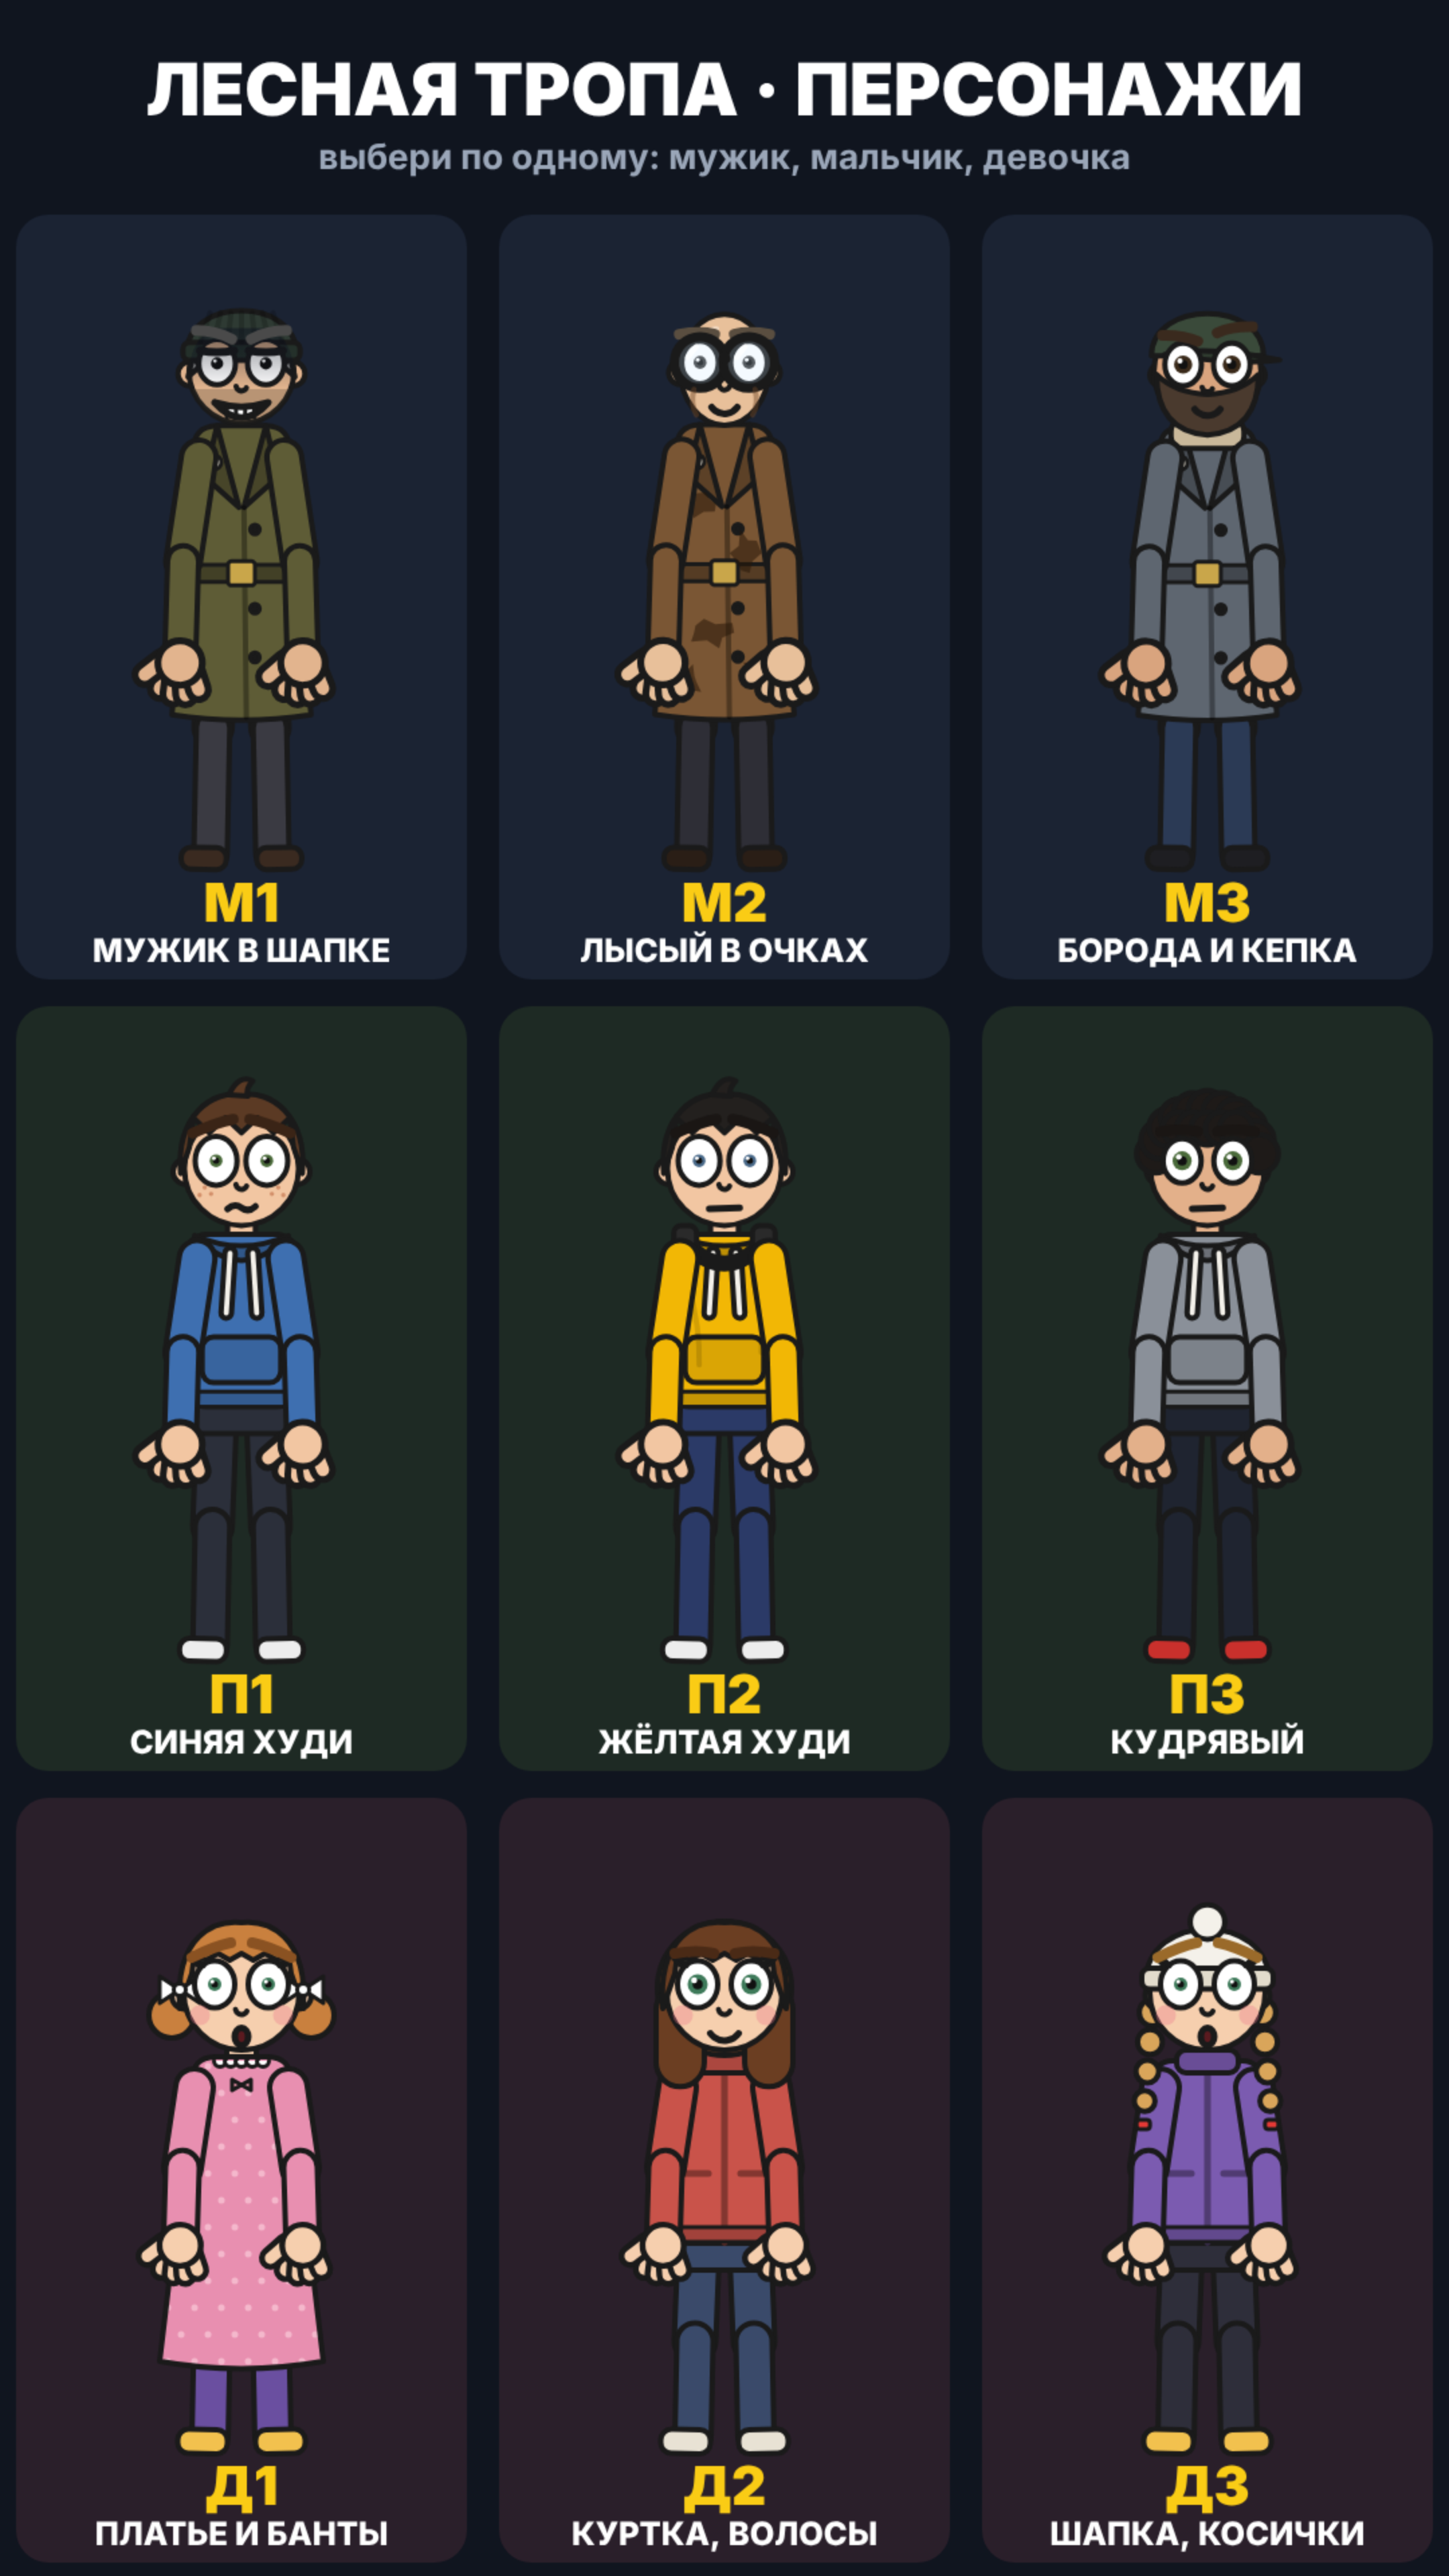 ЛЕСНАЯ ТРОПА · ПЕРСОНАЖИ
выбери по одному: мужик, мальчик, девочка
М1
МУЖИК В ШАПКЕ
М2
ЛЫСЫЙ В ОЧКАХ
М3
БОРОДА И КЕПКА
П1
СИНЯЯ ХУДИ
П2
ЖЁЛТАЯ ХУДИ
П3
КУДРЯВЫЙ
Д1
ПЛАТЬЕ И БАНТЫ
Д2
КУРТКА, ВОЛОСЫ
Д3
ШАПКА, КОСИЧКИ